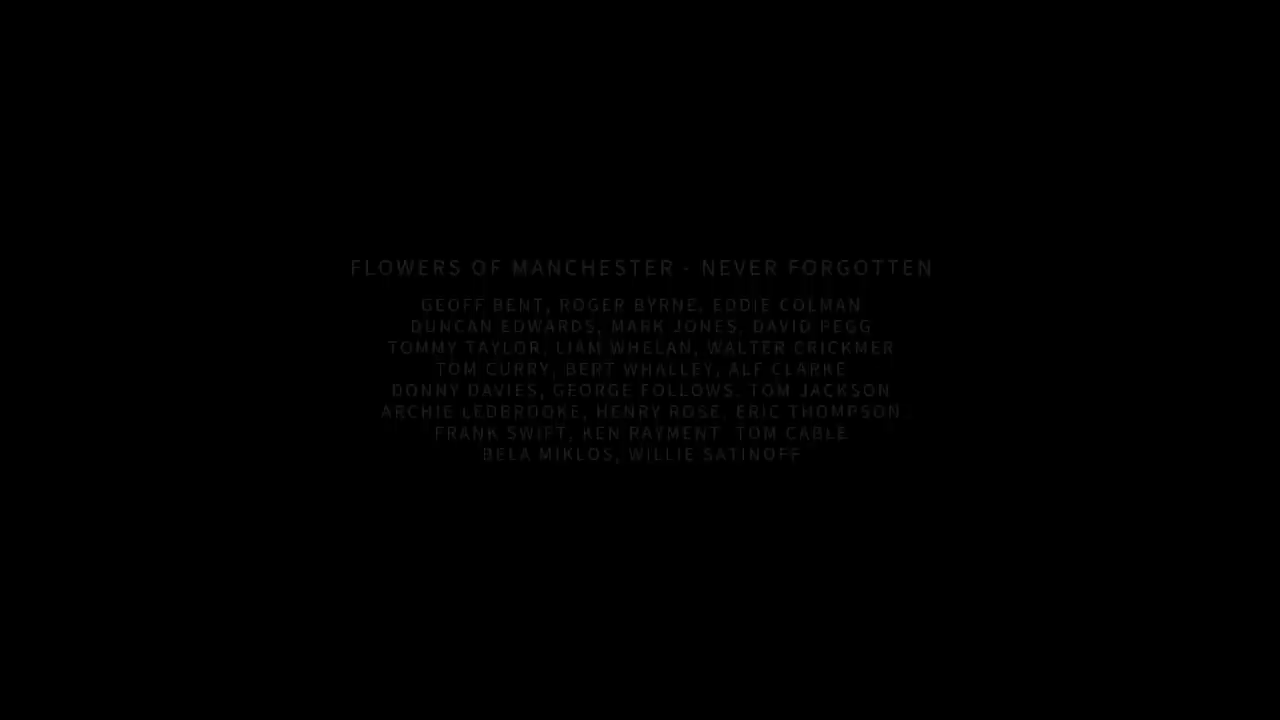 FLOWERS OF MANCHESTER - NEVER FORGOTTEN
GEOFF BENT, ROGER BYRNE, EDDIE COLMAN
DUNCAN EDWARDS, MARK JONES, DAVID PEGG
TOMMY TAYLOR, LIAM WHELAN, WALTER CRICKMER
TOM CURRY, BERT WHALLEY, ALF CLARKE
DONNY DAVIES, GEORGE FOLLOWS, TOM JACKSON
ARCHIE LEDBROOKE, HENRY ROSE, ERIC THOMPSON
FRANK SWIFT, KEN RAYMENT TOM CABLE
BELA MIKLOS, WILLIE SATINOFF